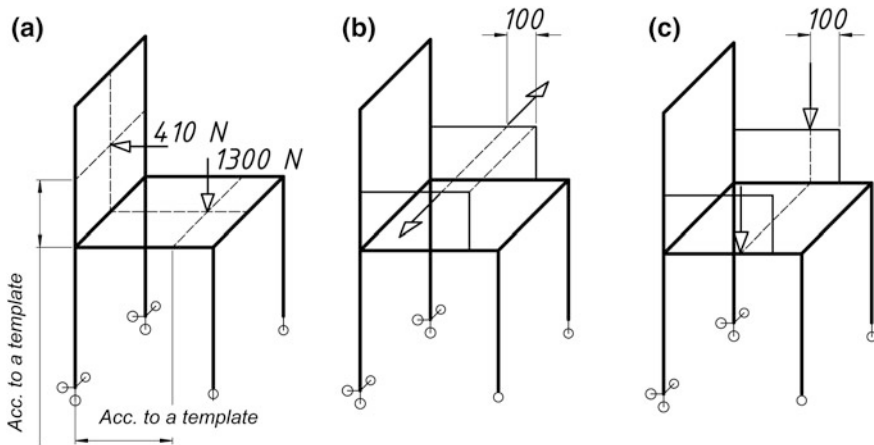 (a)
410 N
1300 N
Acc. to a template
Acc. to a template
(b)
100
(c)
100